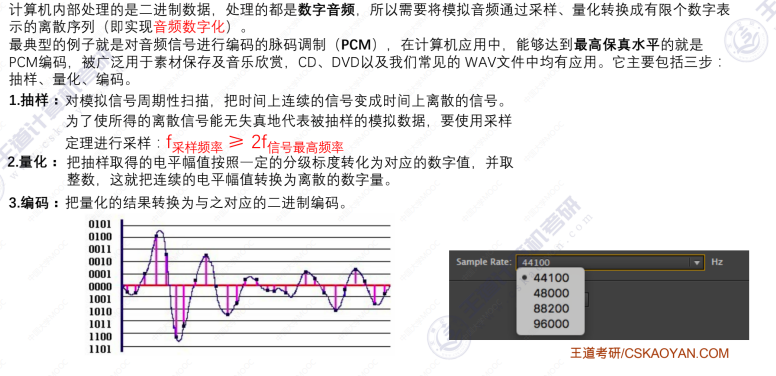 计算机内部处理的是二进制数据，处理的都是数字音频，所以需要将模拟音频通过采样、量化转换成有限个数字表
示的离散序列（即实现音频数字化）。
最典型的例子就是对音频信号进行编码的脉码调制（PCM），在计算机应用中，能够达到最高保真水平的就是
PCM编码，被广泛用于素材保存及音乐欣赏，CD、DVD以及我们常见的 WAV文件中均有应用。它主要包括三步：
抽样、量化、编码。
1.抽样：对模拟信号周期性扫描，把时间上连续的信号变成时间上离散的信号。
为了使所得的离散信号能无失真地代表被抽样的模拟数据，要使用采样
定理进行采样：f采样频率 ≥ 2f信号最高频率
2.量化：把抽样取得的电平幅值按照一定的分级标度转化为对应的数字值，并取
整数，这就把连续的电平幅值转换为离散的数字量。
3.编码：把量化的结果转换为与之对应的二进制编码。
0101
0100
0011
0010
0001
0000
1001
1010
1011
1100
1101
Sample Rate: 44100 Hz
44100
48000
88200
96000
王道考研/CSKAOYAN.COM